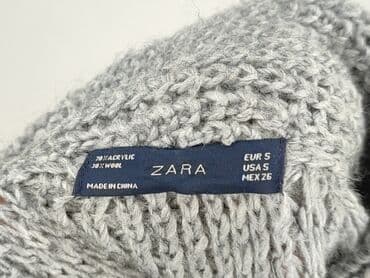 70% ACRYLIC
30% WOOL
MADE IN CHINA
ZARA
EUR S
USA S
MEX 26